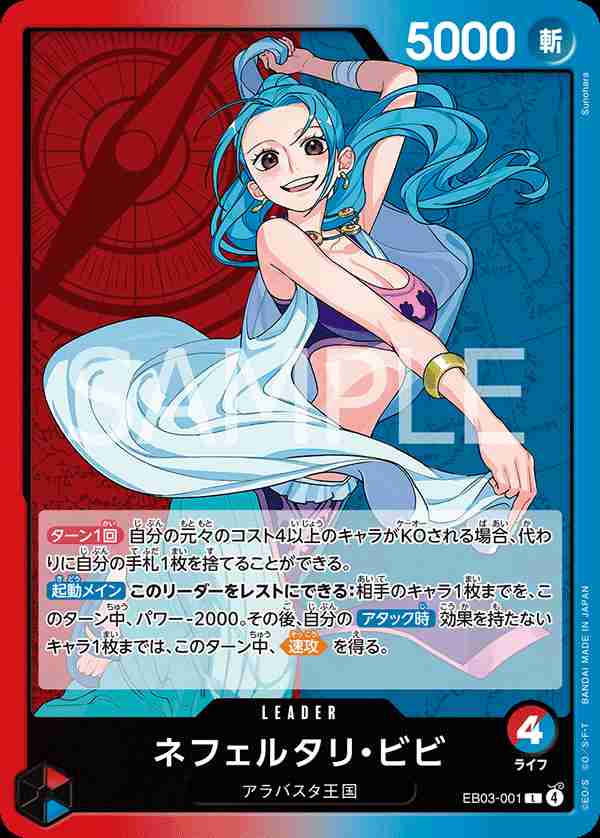 5000 斬
Sunohara
SAMPLE
ターン1回 自分の元々のコスト4以上のキャラがKOされる場合、代わ
りに自分の手札1枚を捨てることができる。
起動メイン このリーダーをレストにできる:相手のキャラ1枚までを、こ
のターン中、パワー-2000。その後、自分の アタック時 効果を持たない
キャラ1枚までは、このターン中、 速攻 を得る。
LEADER
ネフェルタリ・ビビ
アラバスタ王国
4
ライフ
EB03-001 L 4
©E.O/S ©O./S・F・T BANDAI MADE IN JAPAN